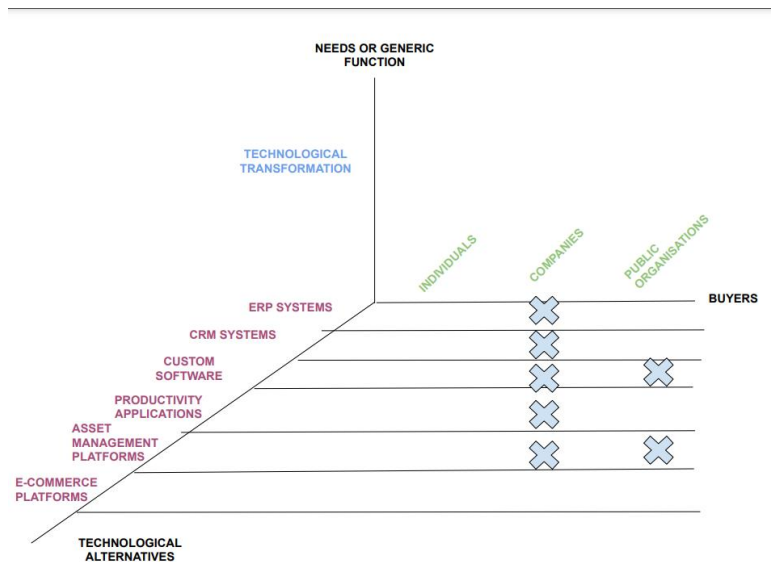 NEEDS OR GENERIC
FUNCTION
TECHNOLOGICAL
TRANSFORMATION
INDIVIDUALS
COMPANIES
PUBLIC
ORGANISATIONS
BUYERS
ERP SYSTEMS
CRM SYSTEMS
CUSTOM
SOFTWARE
PRODUCTIVITY
APPLICATIONS
ASSET
MANAGEMENT
PLATFORMS
E-COMMERCE
PLATFORMS
TECHNOLOGICAL
ALTERNATIVES